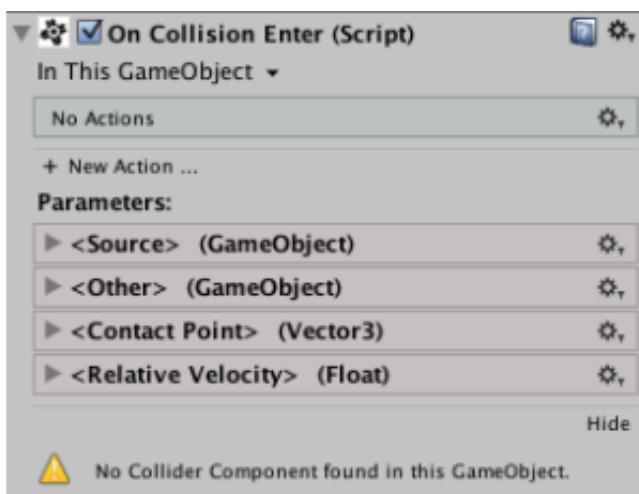 On Collision Enter (Script)
In This GameObject
No Actions
+ New Action ...
Parameters:
<Source> (GameObject)
<Other> (GameObject)
<Contact Point> (Vector3)
<Relative Velocity> (Float)
Hide
No Collider Component found in this GameObject.